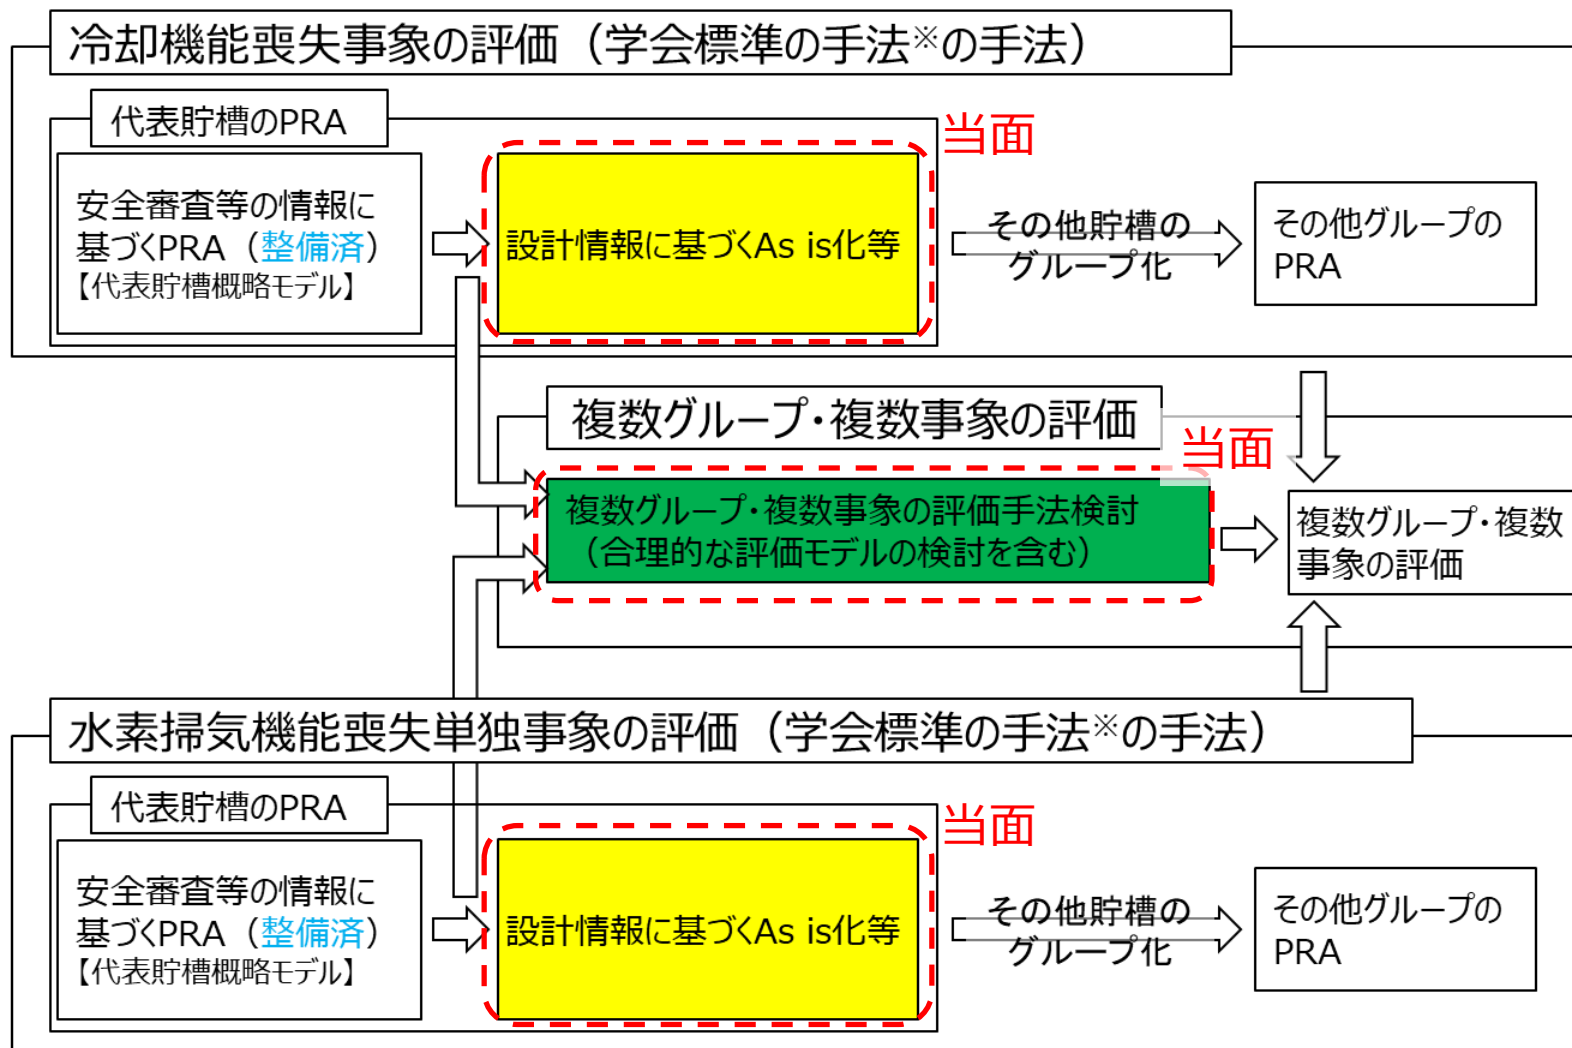 冷却機能喪失事象の評価（学会標準の手法※の手法）
代表貯槽のPRA
当面
安全審査等の情報に
基づくPRA（整備済）
【代表貯槽概略モデル】
設計情報に基づくAs is化等
その他貯槽の
グループ化
その他グループの
PRA
複数グループ・複数事象の評価
当面
複数グループ・複数事象の評価手法検討
（合理的な評価モデルの検討を含む）
複数グループ・複数
事象の評価
水素掃気機能喪失単独事象の評価（学会標準の手法※の手法）
代表貯槽のPRA
当面
安全審査等の情報に
基づくPRA（整備済）
【代表貯槽概略モデル】
設計情報に基づくAs is化等
その他貯槽の
グループ化
その他グループの
PRA